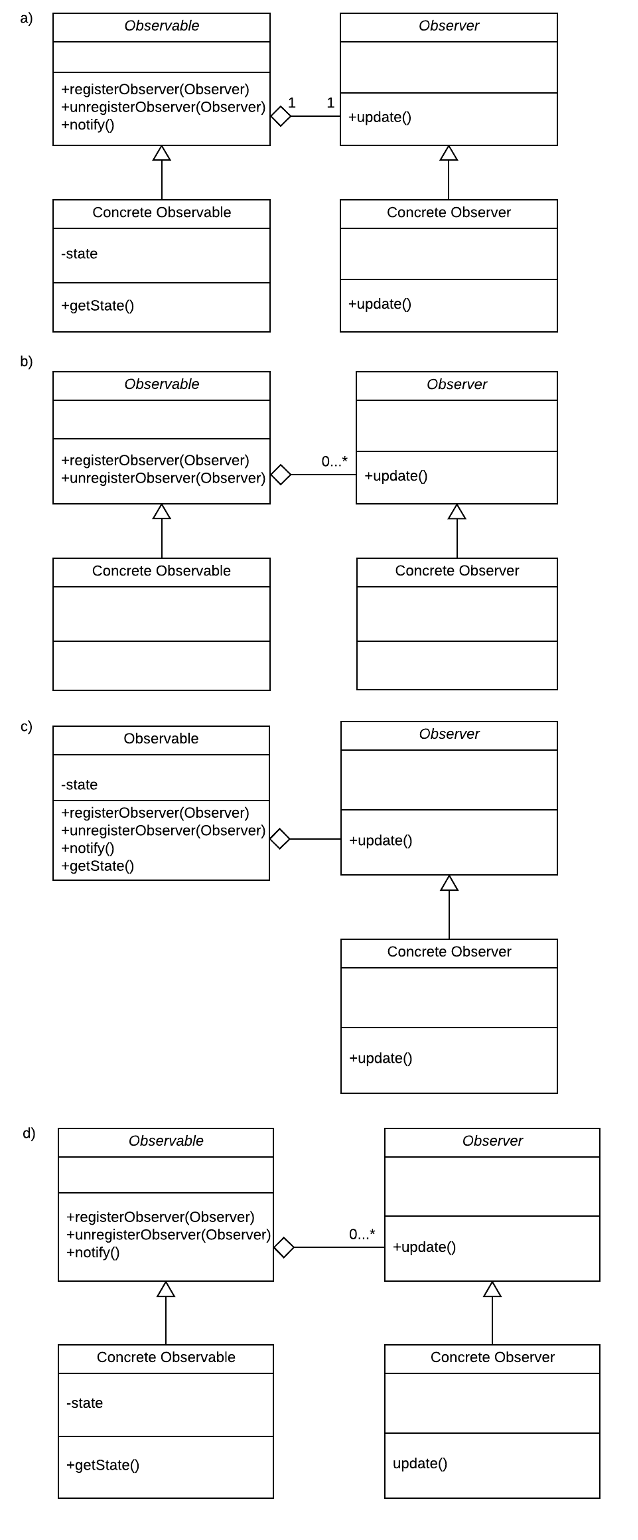 a)
Observable
+registerObserver(Observer)
+unregisterObserver(Observer)
+notify()
1
1
Observer
+update()
Concrete Observable
-state
+getState()
Concrete Observer
+update()
b)
Observable
+registerObserver(Observer)
+unregisterObserver(Observer)
0...*
Observer
+update()
Concrete Observable
Concrete Observer
c)
Observable
-state
+registerObserver(Observer)
+unregisterObserver(Observer)
+notify()
+getState()
Observer
+update()
Concrete Observer
+update()
d)
Observable
+registerObserver(Observer)
+unregisterObserver(Observer)
+notify()
0...*
Observer
+update()
Concrete Observable
-state
+getState()
Concrete Observer
update()